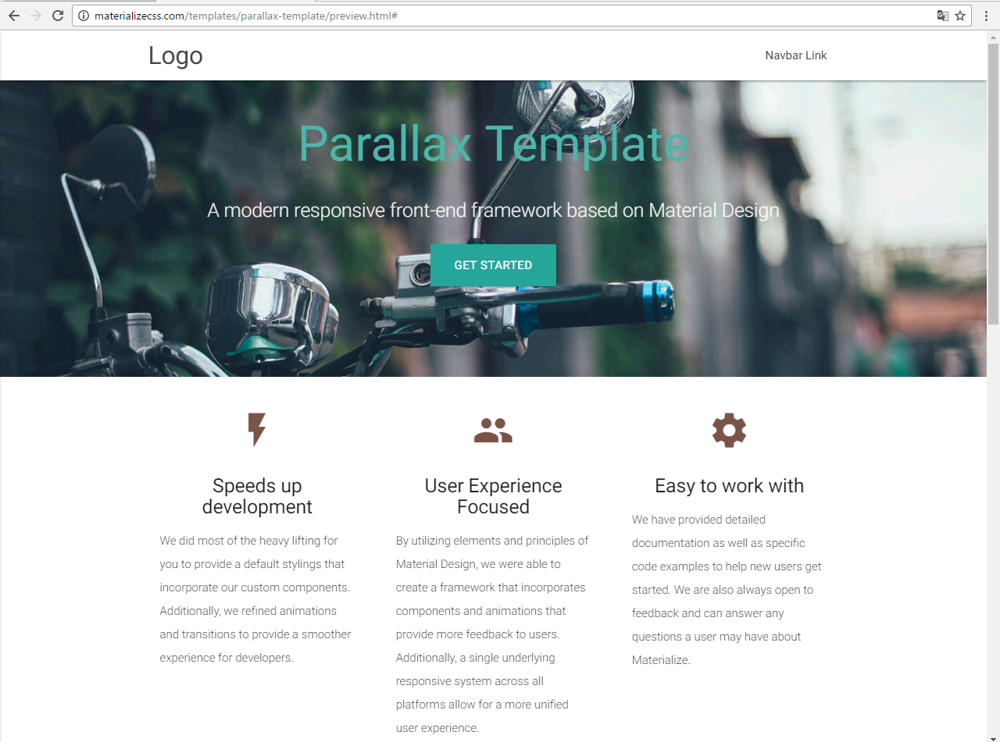 materializecss.com/templates/parallax-template/preview.html#
Logo
Navbar Link
Parallax Template
A modern responsive front-end framework based on Material Design
GET STARTED
Speeds up
development
We did most of the heavy lifting for
you to provide a default stylings that
incorporate our custom components.
Additionally, we refined animations
and transitions to provide a smoother
experience for developers.
User Experience
Focused
By utilizing elements and principles of
Material Design, we were able to
create a framework that incorporates
components and animations that
provide more feedback to users.
Additionally, a single underlying
responsive system across all
platforms allow for a more unified
user experience.
Easy to work with
We have provided detailed
documentation as well as specific
code examples to help new users get
started. We are also always open to
feedback and can answer any
questions a user may have about
Materialize.